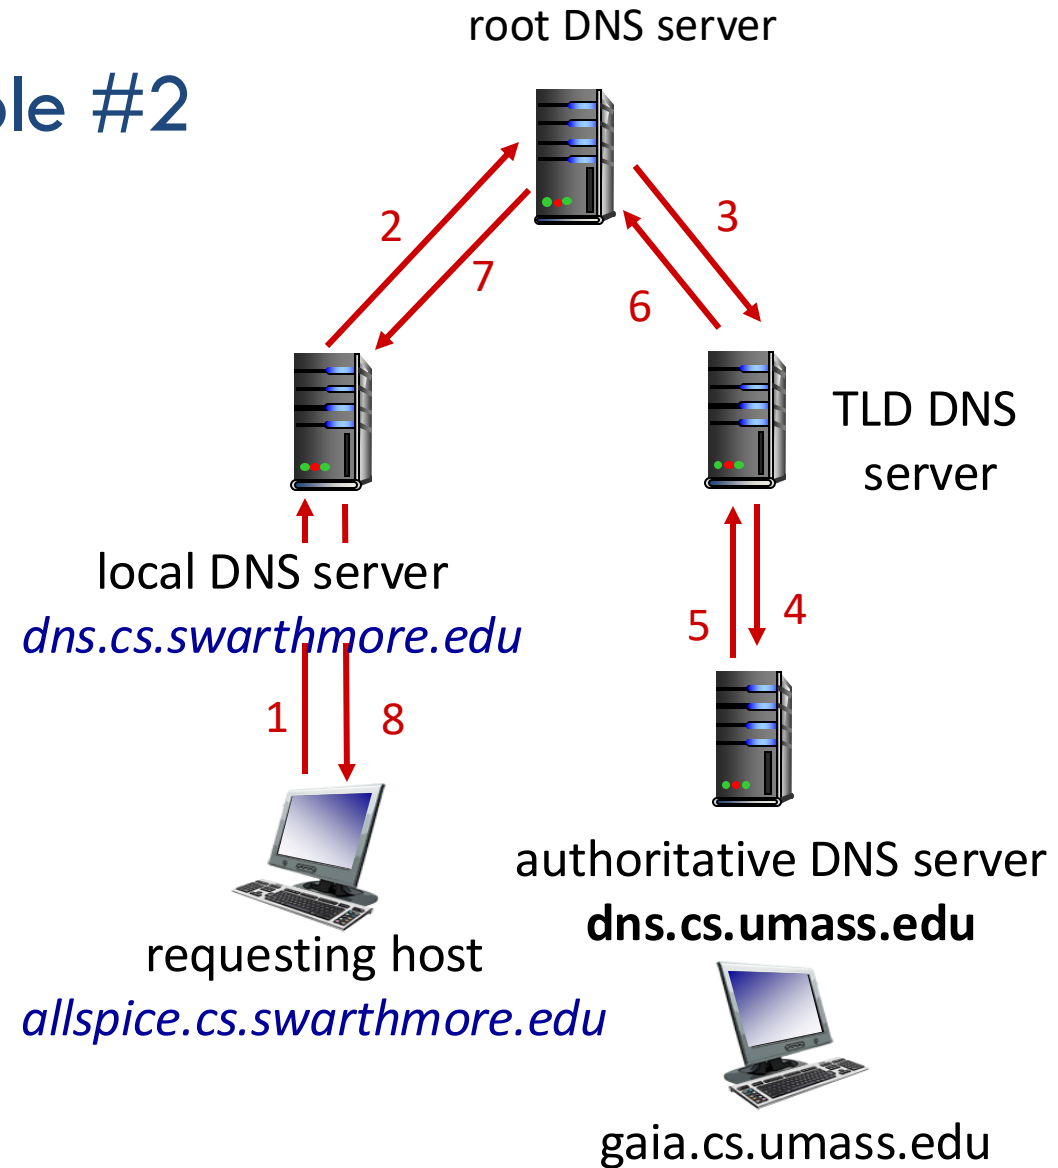 root DNS server
ple #2
2
7
3
6
TLD DNS
server
local DNS server
dns.cs.swarthmore.edu
5
4
1
8
authoritative DNS server
dns.cs.umass.edu
requesting host
allspice.cs.swarthmore.edu
gaia.cs.umass.edu